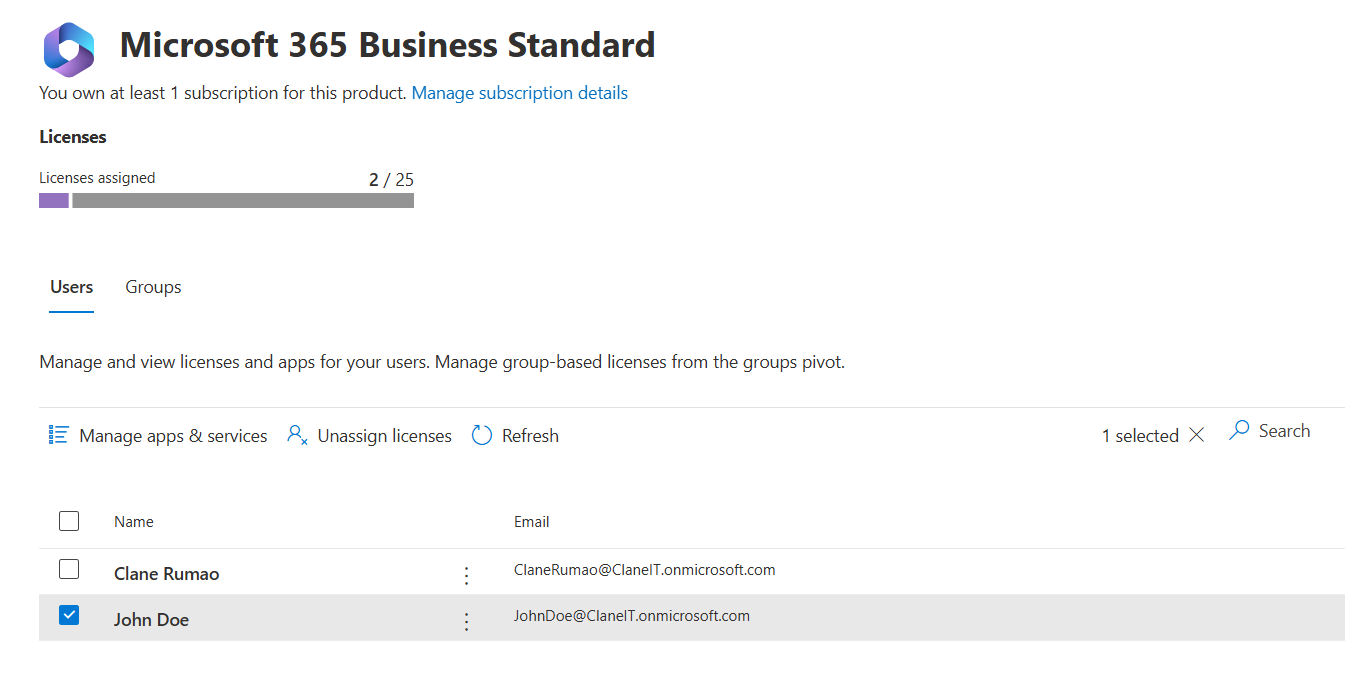 Microsoft 365 Business Standard
You own at least 1 subscription for this product. Manage subscription details
Licenses
Licenses assigned 2 / 25
Users Groups
Manage and view licenses and apps for your users. Manage group-based licenses from the groups pivot.
Manage apps & services Unassign licenses Refresh 1 selected Search
Name Email
Clane Rumao ClaneRumao@ClaneIT.onmicrosoft.com
John Doe JohnDoe@ClaneIT.onmicrosoft.com